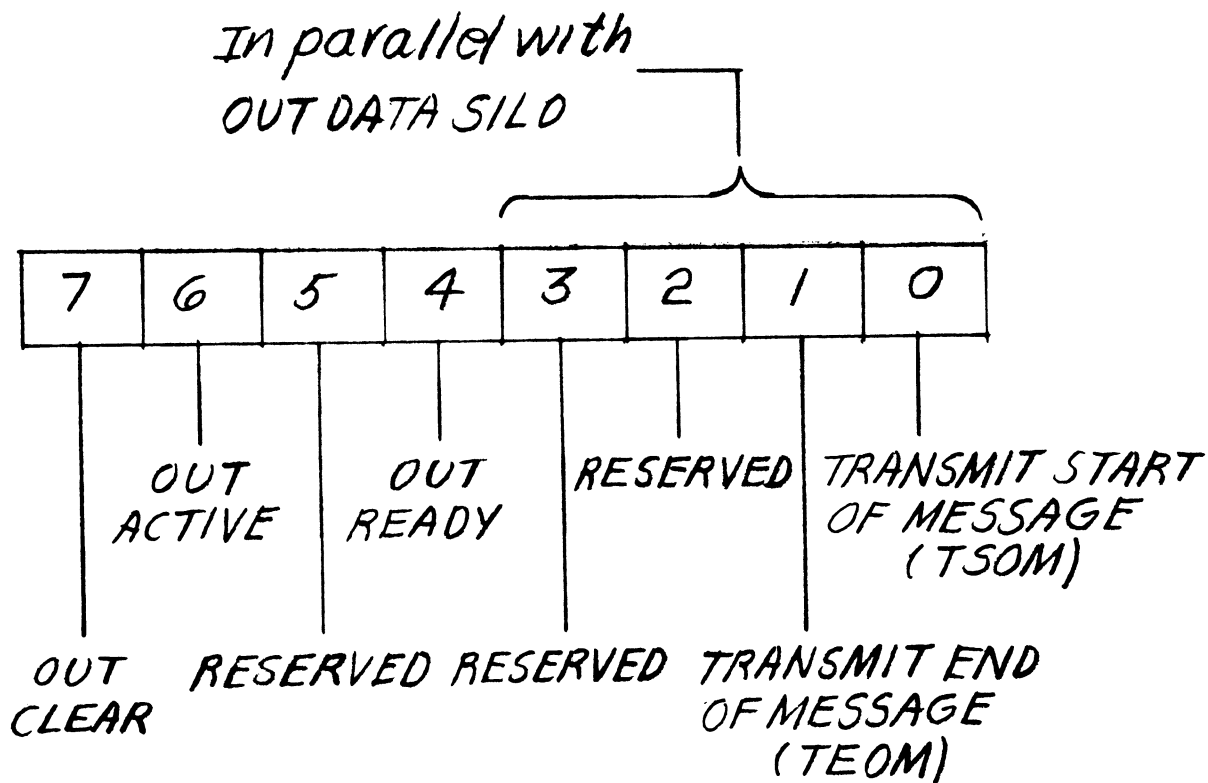 In parallel with
OUT DATA SILO
7 6 5 4 3 2 1 0
OUT
ACTIVE
OUT
READY
RESERVED
TRANSMIT START
OF MESSAGE
(TSOM)
OUT
CLEAR
RESERVED
RESERVED
TRANSMIT END
OF MESSAGE
(TEOM)